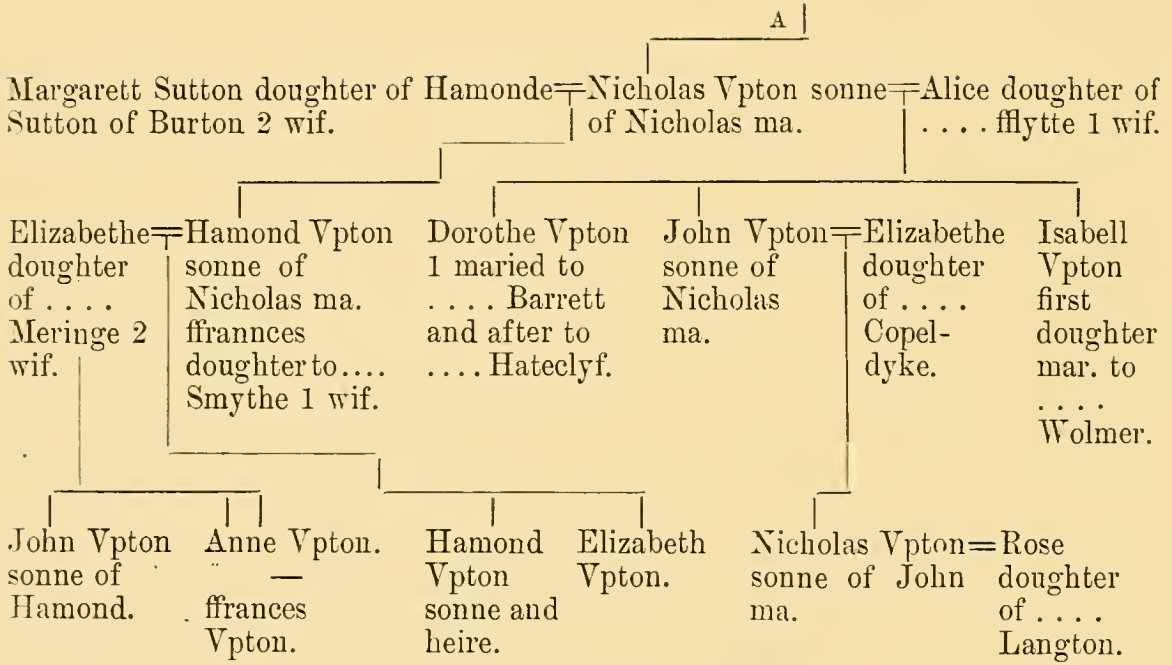 A
Margarett Sutton doughter of Hamonde=Nicholas Vpton sonne=Alice doughter of
Sutton of Burton 2 wif. of Nicholas ma. . . . . fflytte 1 wif.
Elizabethe=Hamond Vpton Dorothe Vpton John Vpton=Elizabethe Isabell
doughter sonne of 1 maried to sonne of doughter Vpton
of . . . . Nicholas ma. . . . . Barrett Nicholas of . . . . first
Meringe 2 ffrannces and after to ma. Copel- doughter
wif. doughter to . . . . . . . . Hateclyf. dyke. mar. to
Smythe 1 wif. . . . .
Wolmer.
John Vpton Anne Vpton. Hamond Elizabeth Nicholas Vpton=Rose
sonne of — Vpton Vpton. sonne of John doughter
Hamond. ffrances sonne and ma. of . . . .
Vpton. heire. Langton.